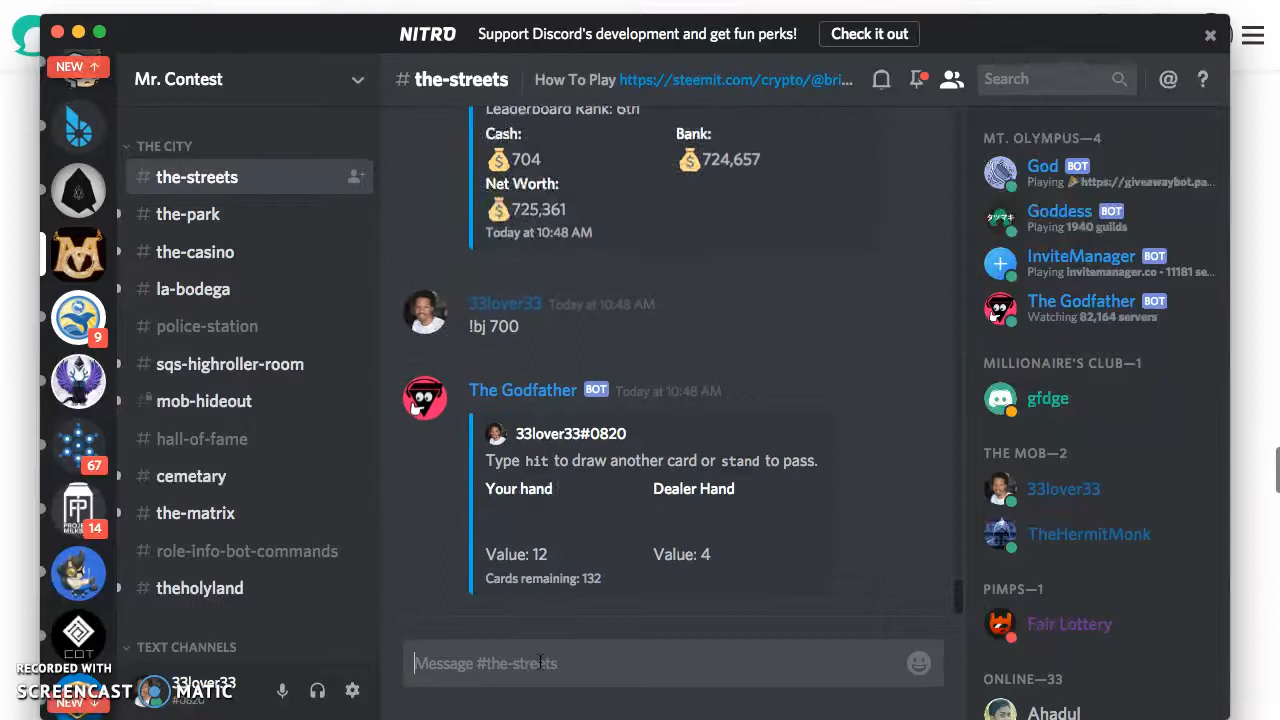 NITRO Support Discord's development and get fun perks! Check it out
NEW ↑
Mr. Contest
# the-streets How To Play https://steemit.com/crypto/@bri... Search
THE CITY
# the-streets
# the-park
# the-casino
# la-bodega
# police-station
# sqs-highroller-room
# mob-hideout
# hall-of-fame
# cemetary
# the-matrix
# role-info-bot-commands
# theholyland
TEXT CHANNELS
9
67
14
COT
NEW ↓
33lover33
#0820
RECORDED WITH
SCREENCAST MATIC
Leaderboard Rank: 6th
Cash: Bank:
704 724,657
Net Worth:
725,361
Today at 10:48 AM
33lover33 Today at 10:48 AM
!bj 700
The Godfather BOT Today at 10:48 AM
33lover33#0820
Type hit to draw another card or stand to pass.
Your hand Dealer Hand
Value: 12 Value: 4
Cards remaining: 132
Message #the-streets
MT. OLYMPUS—4
God BOT
Playing https://giveawaybot.pa...
Goddess BOT
Playing 1940 guilds
InviteManager BOT
Playing invitemanager.co - 11181 se...
The Godfather BOT
Watching 82,164 servers
MILLIONAIRE'S CLUB—1
gfdge
THE MOB—2
33lover33
TheHermitMonk
PIMPS—1
Fair Lottery
ONLINE—33
Ahadul